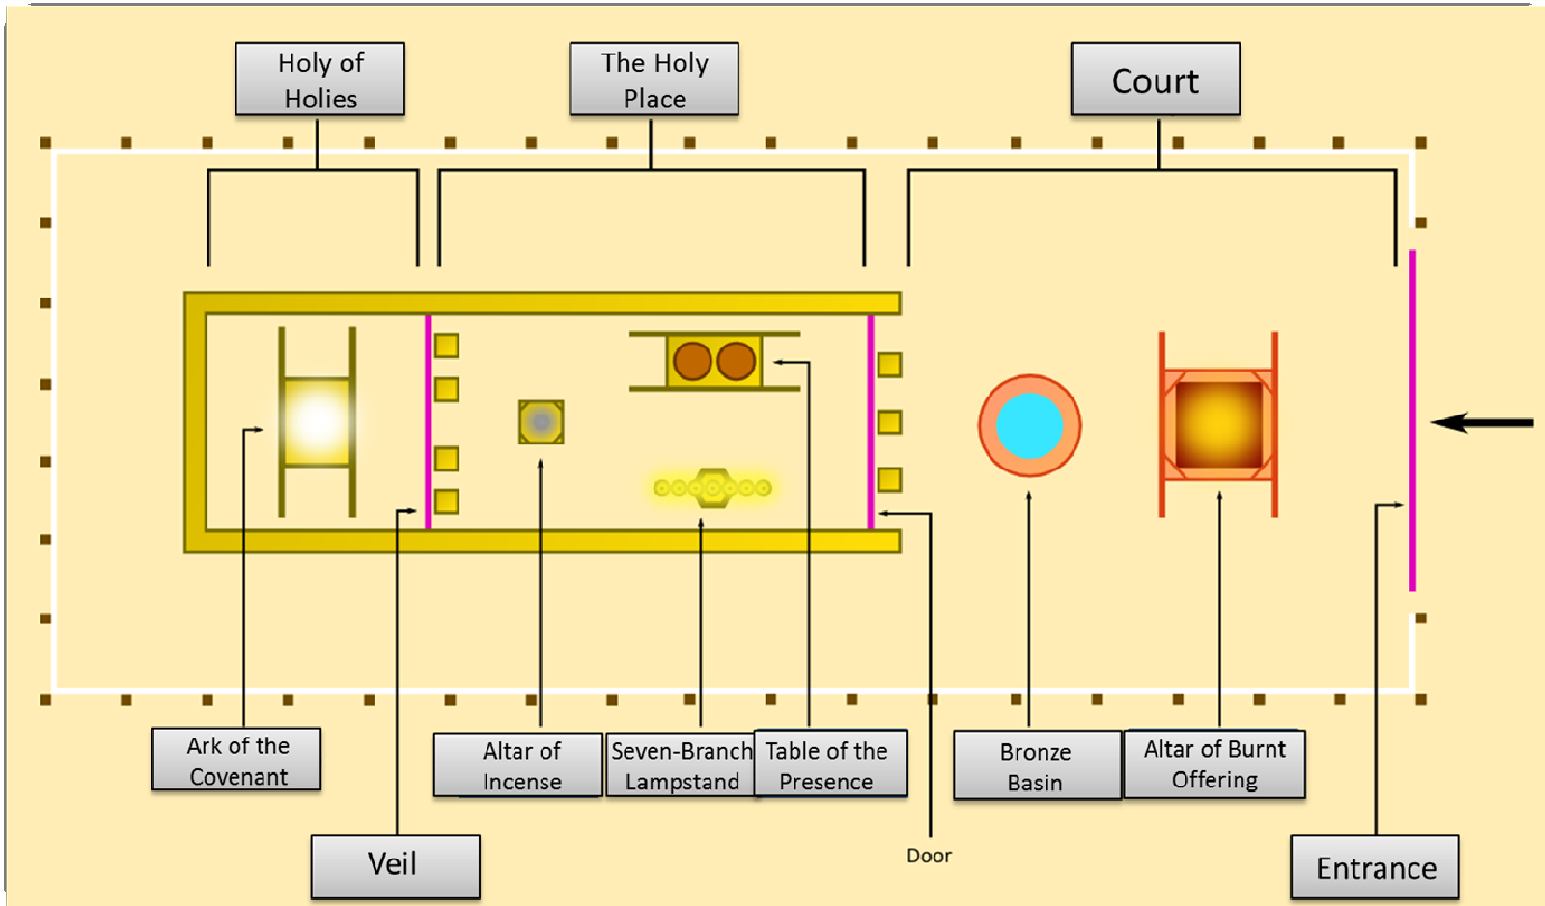 Holy of
Holies
The Holy
Place
Court
Ark of the
Covenant
Altar of
Incense
Seven-Branch
Lampstand
Table of the
Presence
Bronze
Basin
Altar of Burnt
Offering
Veil
Door
Entrance